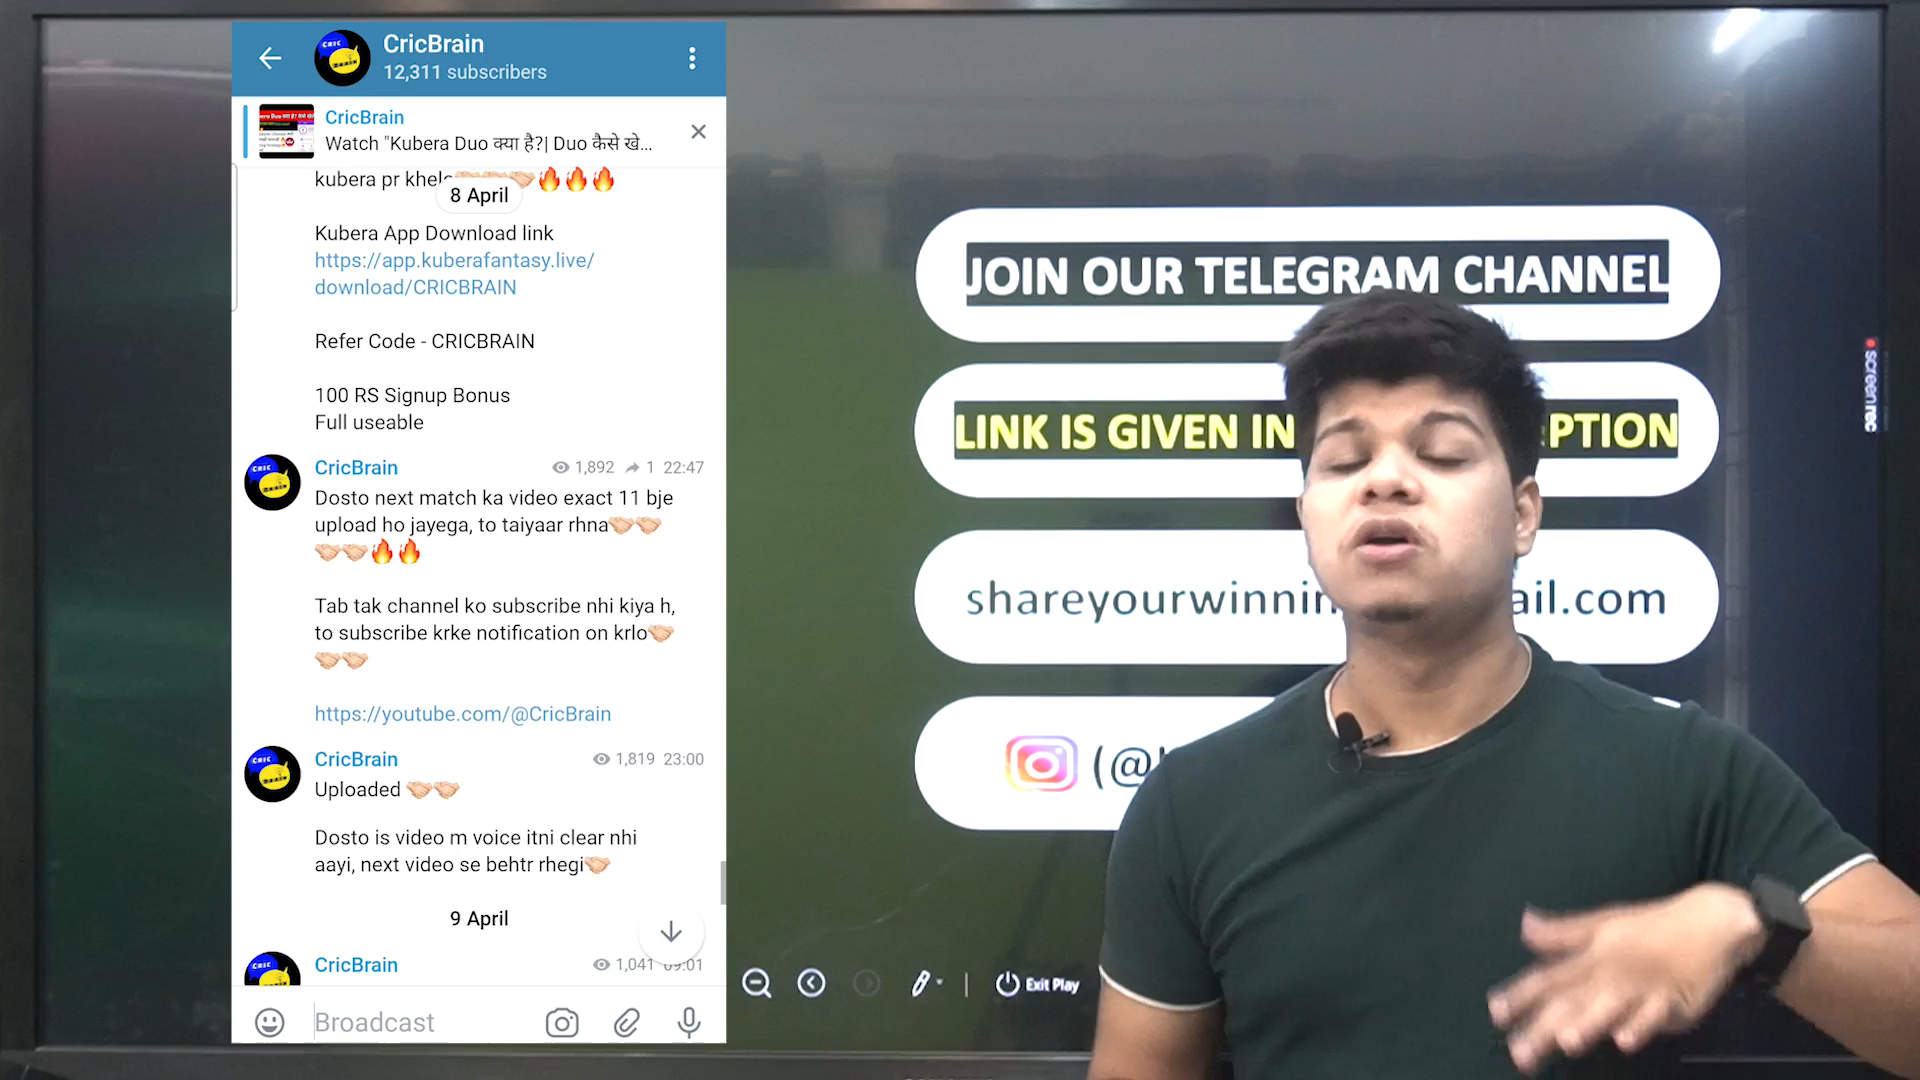 CricBrain
12,311 subscribers
CricBrain
Watch "Kubera Duo क्या है?| Duo कैसे खे...
kubera pr khelo
8 April
Kubera App Download link
https://app.kuberafantasy.live/
download/CRICBRAIN
Refer Code - CRICBRAIN
100 RS Signup Bonus
Full useable
CricBrain 1,892 1 22:47
Dosto next match ka video exact 11 bje
upload ho jayega, to taiyaar rhna🤝🏻🤝🏻
🤝🏻🤝🏻🔥🔥
Tab tak channel ko subscribe nhi kiya h,
to subscribe krke notification on krlo🤝🏻
🤝🏻🤝🏻
https://youtube.com/@CricBrain
CricBrain 1,819 23:00
Uploaded 🤝🏻🤝🏻
Dosto is video m voice itni clear nhi
aayi, next video se behtr rhegi🤝🏻
9 April
CricBrain 1,041 09:01
Broadcast
JOIN OUR TELEGRAM CHANNEL
LINK IS GIVEN IN
shareyourwinnin ail.com
(@
Exit Play
screenrec